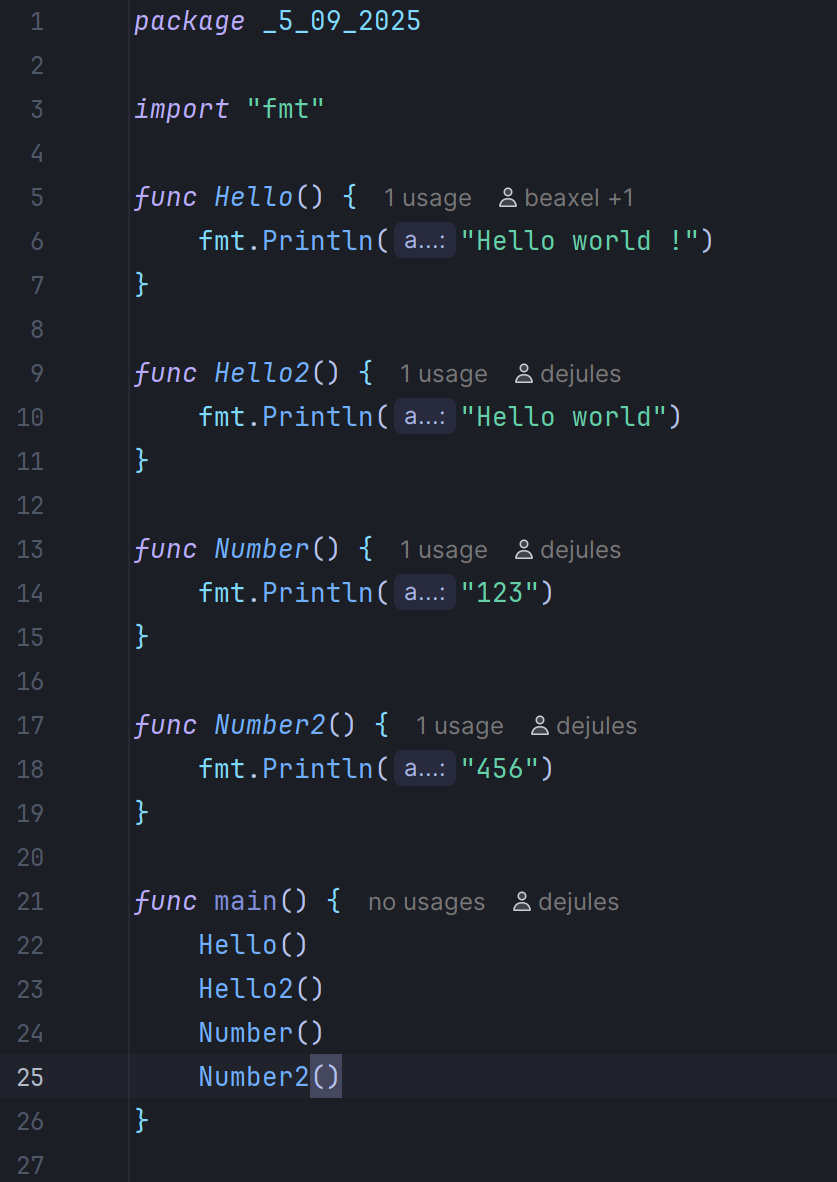 1 package _5_09_2025
2
3 import "fmt"
4
5 func Hello() { 1 usage beaxel +1
6 fmt.Println( a...: "Hello world !")
7 }
8
9 func Hello2() { 1 usage dejules
10 fmt.Println( a...: "Hello world")
11 }
12
13 func Number() { 1 usage dejules
14 fmt.Println( a...: "123")
15 }
16
17 func Number2() { 1 usage dejules
18 fmt.Println( a...: "456")
19 }
20
21 func main() { no usages dejules
22 Hello()
23 Hello2()
24 Number()
25 Number2()
26 }
27